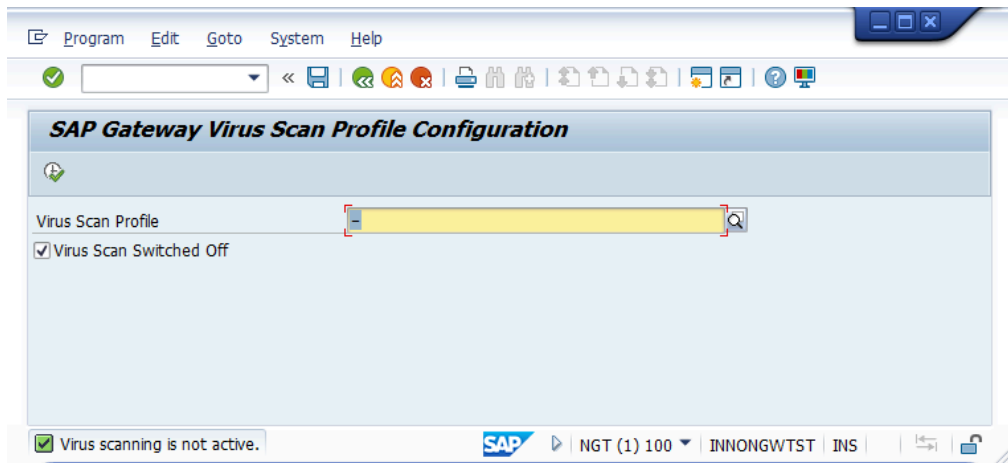 Program Edit Goto System Help
SAP Gateway Virus Scan Profile Configuration
Virus Scan Profile –
Virus Scan Switched Off
Virus scanning is not active. SAP NGT (1) 100 INNONGWTST INS